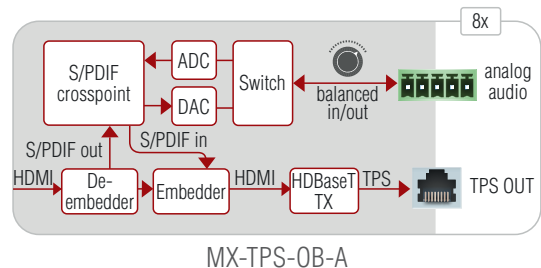 8x
S/PDIF
crosspoint
ADC
DAC
Switch
balanced
in/out
analog
audio
S/PDIF out
S/PDIF in
HDMI
De-
embedder
Embedder
HDMI
HDBaseT
TX
TPS
TPS OUT
MX-TPS-OB-A